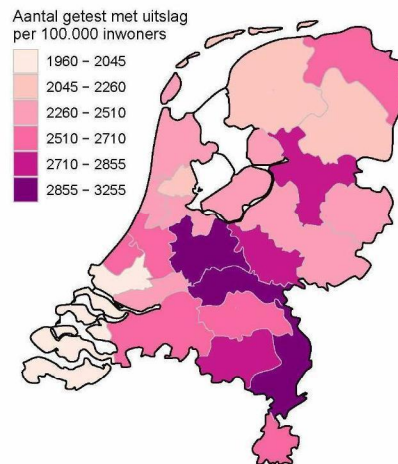 Aantal getest met uitslag
per 100.000 inwoners
1960 – 2045
2045 – 2260
2260 – 2510
2510 – 2710
2710 – 2855
2855 – 3255